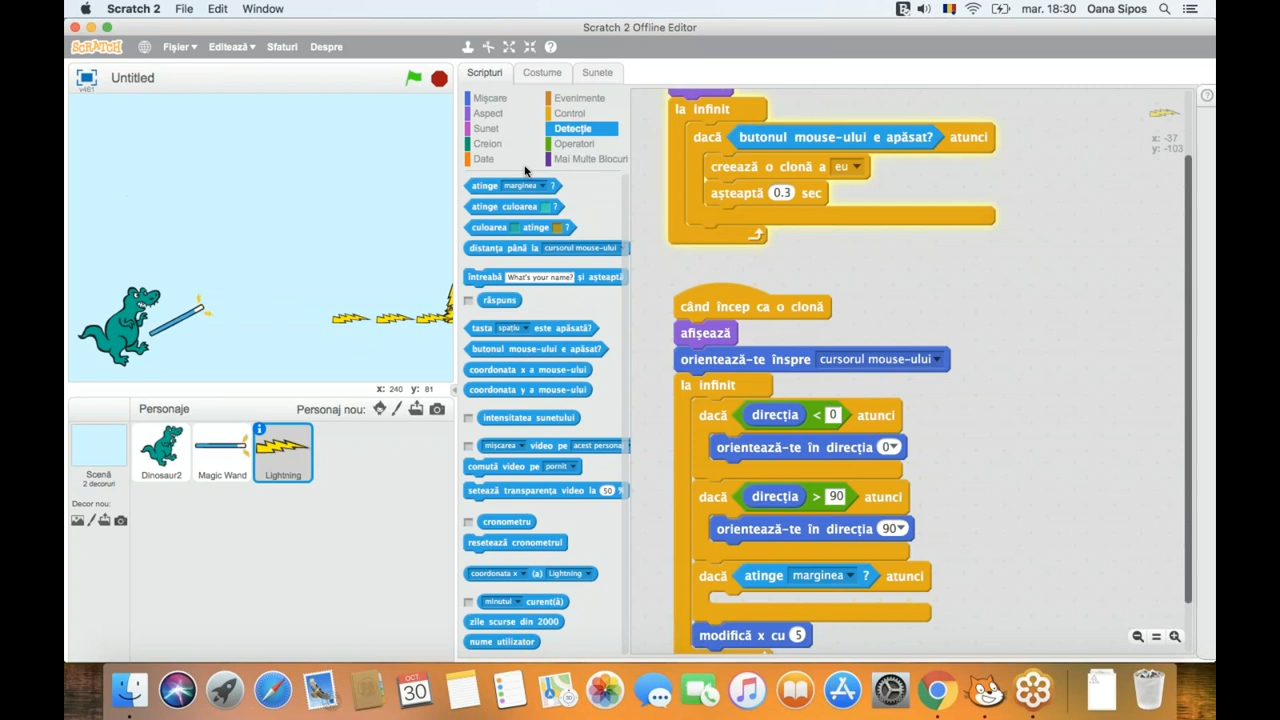 Scratch 2 File Edit Window mar. 18:30 Oana Sipos
Scratch 2 Offline Editor
SCRATCH Fișier Editează Sfaturi Despre
v461
Untitled
x: 240 y: 81
Personaje Personaj nou:
Scenă
2 decoruri
Decor nou:
Dinosaur2
Magic Wand
Lightning
Scripturi Costume Sunete
Mișcare Evenimente
Aspect Control
Sunet Detecție
Creion Operatori
Date Mai Multe Blocuri
atinge marginea ?
atinge culoarea ?
culoarea atinge ?
distanța până la cursorul mouse-ului
întreabă What's your name? și așteaptă
răspuns
tasta spațiu este apăsată?
butonul mouse-ului e apăsat?
coordonata x a mouse-ului
coordonata y a mouse-ului
intensitatea sunetului
mișcarea video pe acest persona
comută video pe pornit
setează transparența video la 50 %
cronometru
resetează cronometrul
coordonata x (a) Lightning
minutul curent(ă)
zile scurse din 2000
nume utilizator
la infinit
dacă butonul mouse-ului e apăsat? atunci
creează o clonă a eu
așteaptă 0.3 sec
când încep ca o clonă
afișează
orientează-te înspre cursorul mouse-ului
la infinit
dacă direcția < 0 atunci
orientează-te în direcția 0
dacă direcția > 90 atunci
orientează-te în direcția 90
dacă atinge marginea ? atunci
modifică x cu 5
x: -37
y: -103
OCT
30